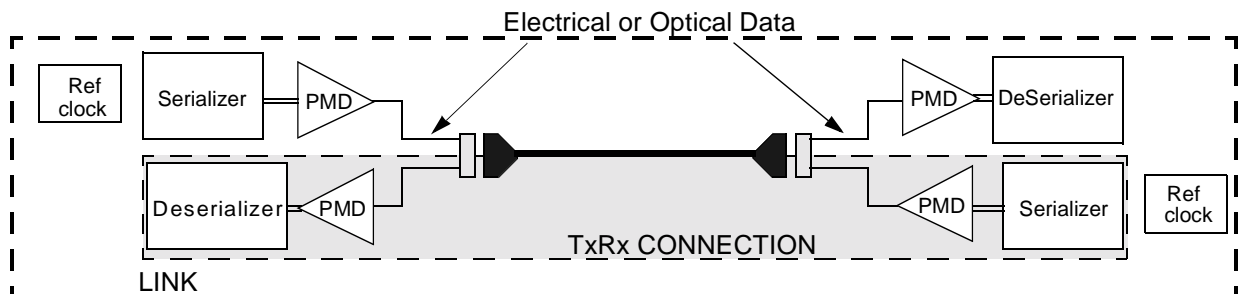 Electrical or Optical Data
Ref
clock
Serializer
PMD
PMD
DeSerializer
Deserializer
PMD
PMD
Serializer
Ref
clock
TxRx CONNECTION
LINK